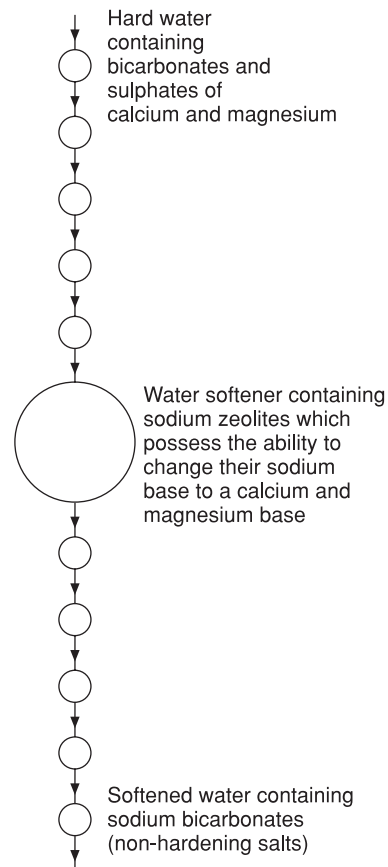 Hard water
containing
bicarbonates and
sulphates of
calcium and magnesium
Water softener containing
sodium zeolites which
possess the ability to
change their sodium
base to a calcium and
magnesium base
Softened water containing
sodium bicarbonates
(non-hardening salts)